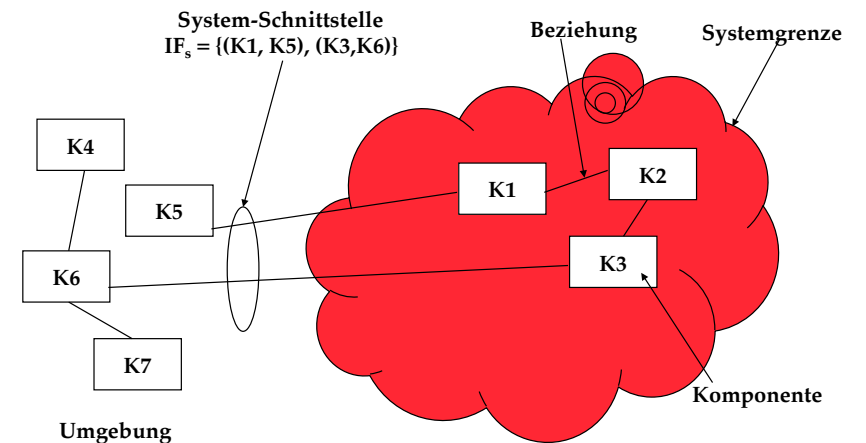 System-Schnittstelle
IFs = {(K1, K5), (K3,K6)}
Beziehung
Systemgrenze
K4
K5
K1
K2
K6
K3
K7
Komponente
Umgebung